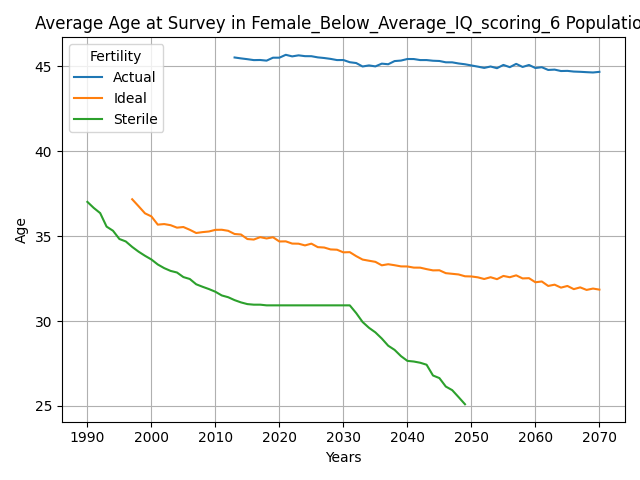 Average Age at Survey in Female_Below_Average_IQ_scoring_6 Populatio
Fertility
Actual
Ideal
Sterile
45
40
35
30
25
Age
1990
2000
2010
2020
2030
2040
2050
2060
2070
Years